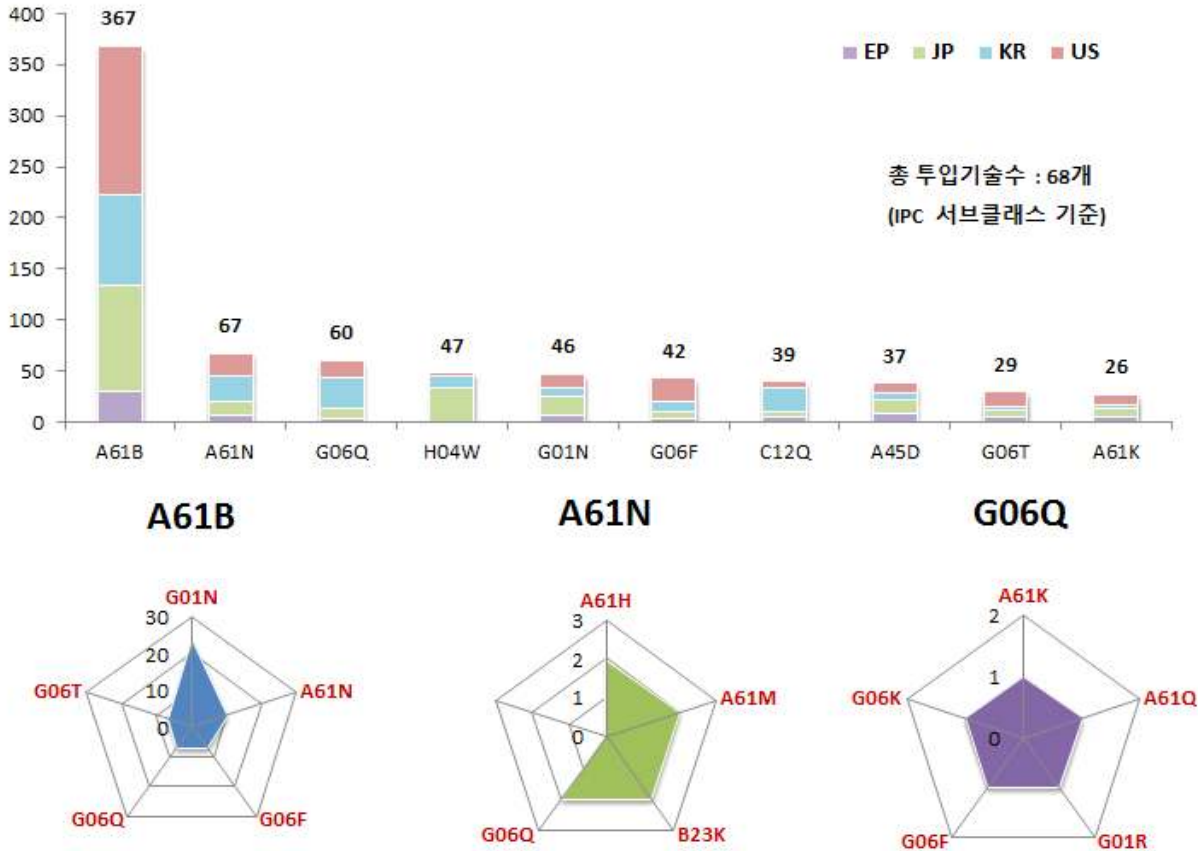 400
350
300
250
200
150
100
50
0
367
67
60
47
46
42
39
37
29
26
EP JP KR US
총 투입기술수 : 68개
(IPC 서브클래스 기준)
A61B A61N G06Q H04W G01N G06F C12Q A45D G06T A61K
A61B A61N G06Q
G01N
30
20
10
0
A61N
G06F
G06Q
G06T
A61H
3
2
1
0
A61M
B23K
G06Q
A61K
2
1
0
A61Q
G01R
G06F
G06K